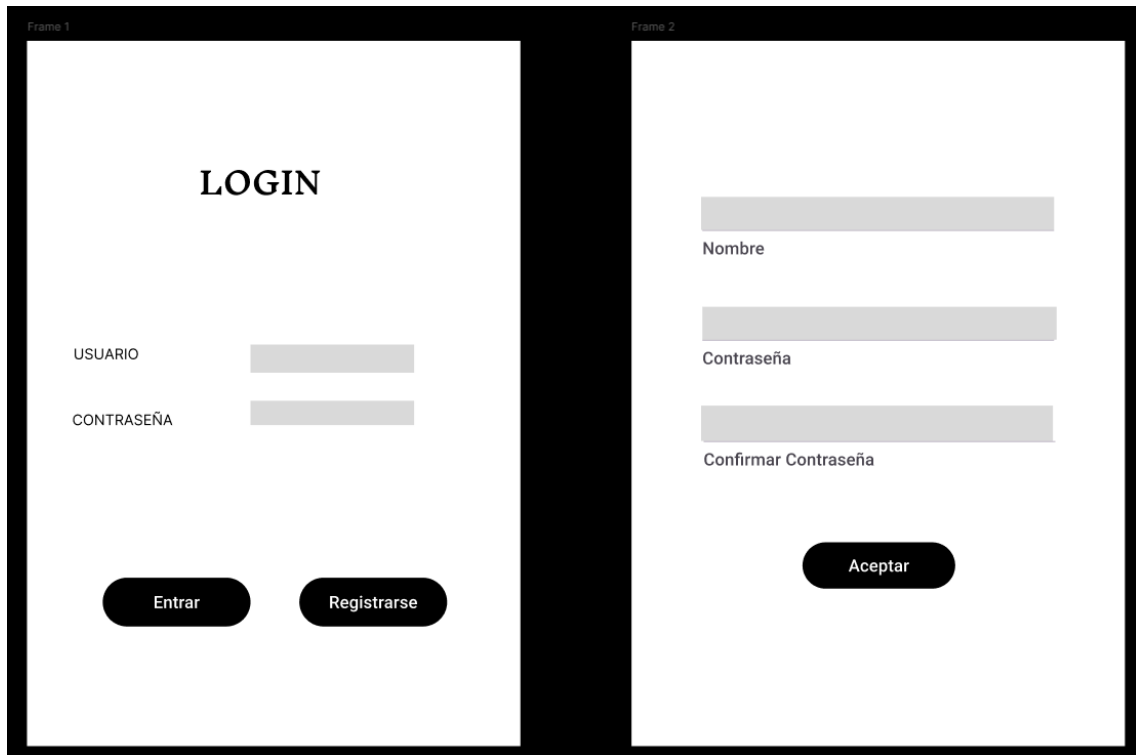 Frame 1
LOGIN
USUARIO
CONTRASEÑA
Entrar
Registrarse
Frame 2
Nombre
Contraseña
Confirmar Contraseña
Aceptar